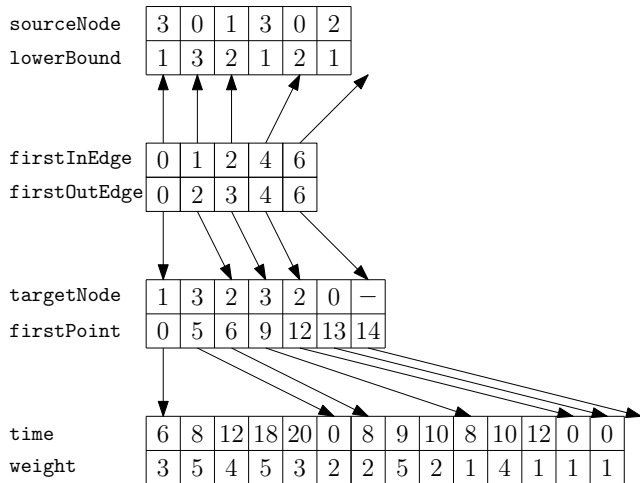 sourceNode 3 0 1 3 0 2
lowerBound 1 3 2 1 2 1
firstInEdge 0 1 2 4 6
firstOutEdge 0 2 3 4 6
targetNode 1 3 2 3 2 0 −
firstPoint 0 5 6 9 12 13 14
time 6 8 12 18 20 0 8 9 10 8 10 12 0 0
weight 3 5 4 5 3 2 2 5 2 1 4 1 1 1